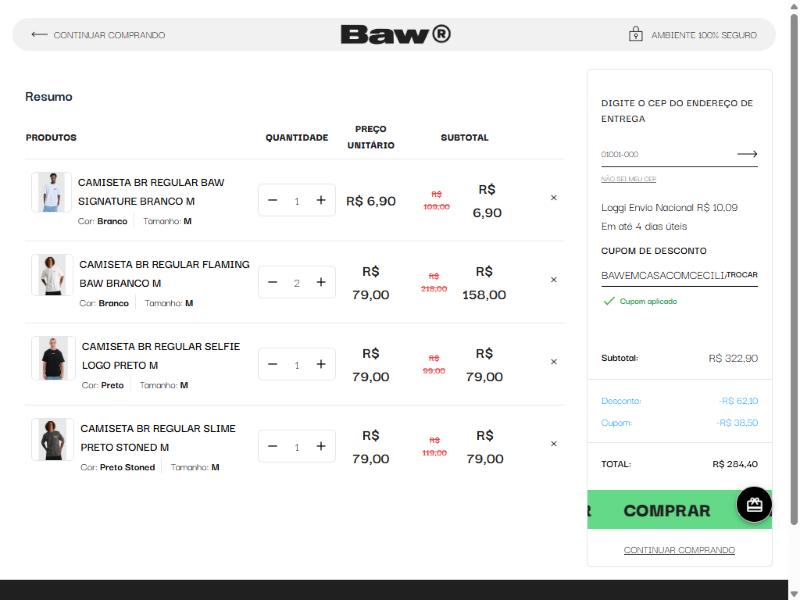 CONTINUAR COMPRANDO
Baw®
AMBIENTE 100% SEGURO
Resumo
PRODUTOS
QUANTIDADE
PREÇO
UNITÁRIO
SUBTOTAL
CAMISETA BR REGULAR BAW
SIGNATURE BRANCO M
Cor: Branco
Tamanho: M
1
R$ 6,90
R$
109,00
R$
6,90
×
CAMISETA BR REGULAR FLAMING
BAW BRANCO M
Cor: Branco
Tamanho: M
2
R$
79,00
R$
218,00
R$
158,00
×
CAMISETA BR REGULAR SELFIE
LOGO PRETO M
Cor: Preto
Tamanho: M
1
R$
79,00
R$
99,00
R$
79,00
×
CAMISETA BR REGULAR SLIME
PRETO STONED M
Cor: Preto Stoned
Tamanho: M
1
R$
79,00
R$
119,00
R$
79,00
×
DIGITE O CEP DO ENDEREÇO DE
ENTREGA
01001-000
NÃO SEI MEU CEP
Loggi Envio Nacional R$ 10,09
Em até 4 dias úteis
CUPOM DE DESCONTO
BAWEMCASACOMCECILI
TROCAR
Cupom aplicado
Subtotal:
R$ 322,90
Desconto:
-R$ 62,10
Cupom:
-R$ 38,50
TOTAL:
R$ 284,40
COMPRAR
CONTINUAR COMPRANDO